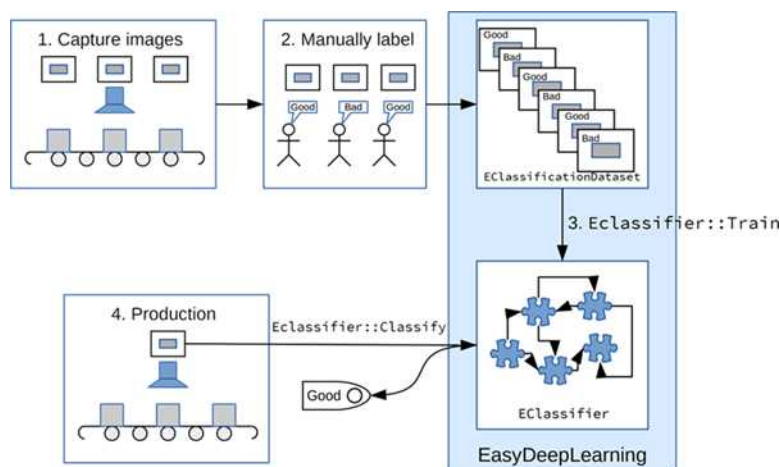 1. Capture images
2. Manually label
Good
Bad
Good
Good
Bad
Good
Bad
Good
Bad
EClassificationDataset
3. Eclassifier::Train
4. Production
Eclassifier::Classify
Good
EClassifier
EasyDeepLearning